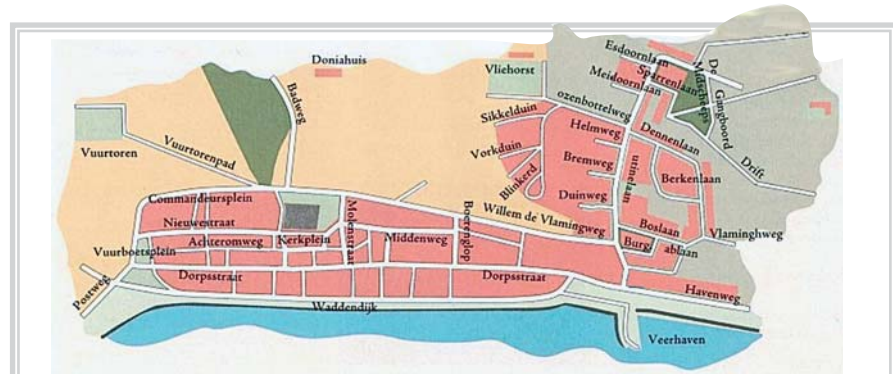 Doniahuis
Vliehorst
Esdoornlaan
De Gangboord
Sparrenlaan
Midscheeps
Meidoornlaan
Badweg
ozenbottelweg
Sikkelduin
Helmweg
Dennenlaan
Vuurtoren
Vuurtorenpad
Vorkduin
Bremweg
Drift
Blinkerd
utinelaan
Berkenlaan
Duinweg
Commandeursplein
Molenstraat
Boerenglop
Willem de Vlamingweg
Nieuwestraat
Boslaan
Vlaminghweg
Achteromweg
Kerkplein
Middenweg
Burg
ablaan
Vuurboetsplein
Dorpsstraat
Dorpsstraat
Postweg
Havenweg
Waddendijk
Veerhaven